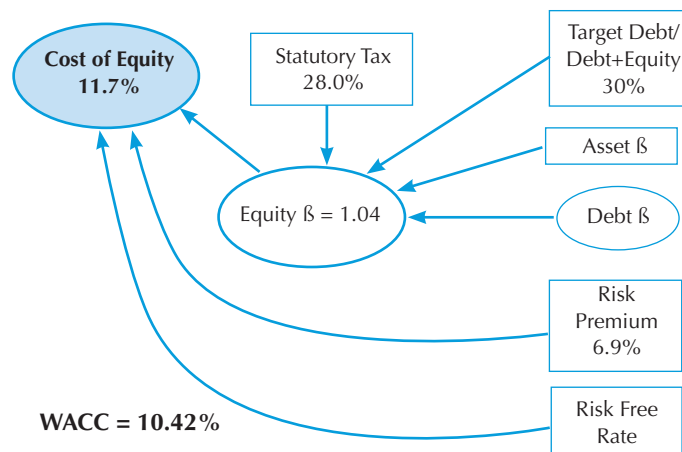 Cost of Equity
11.7%
Statutory Tax
28.0%
Target Debt/
Debt+Equity
30%
Asset ß
Equity ß = 1.04
Debt ß
Risk
Premium
6.9%
WACC = 10.42%
Risk Free
Rate